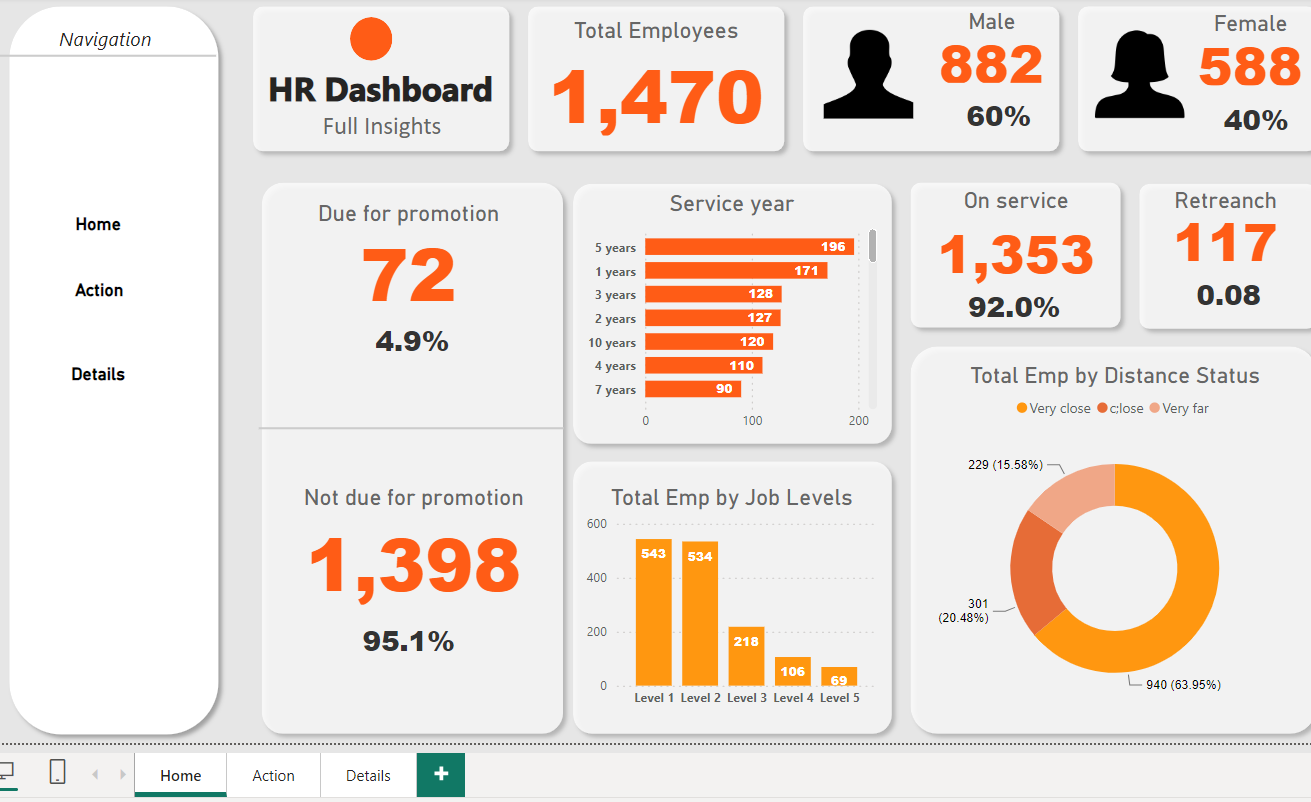 Navigation
Home
Action
Details
HR Dashboard
Full Insights
Total Employees
1,470
Male
882
60%
Female
588
40%
Due for promotion
72
4.9%
Not due for promotion
1,398
95.1%
Service year
5 years 196
1 years 171
3 years 128
2 years 127
10 years 120
4 years 110
7 years 90
0 100 200
On service
1,353
92.0%
Retreanch
117
0.08
Total Emp by Job Levels
600
400
200
0
543 534 218 106 69
Level 1 Level 2 Level 3 Level 4 Level 5
Total Emp by Distance Status
Very close c;lose Very far
229 (15.58%)
301
(20.48%)
940 (63.95%)
Home Action Details +